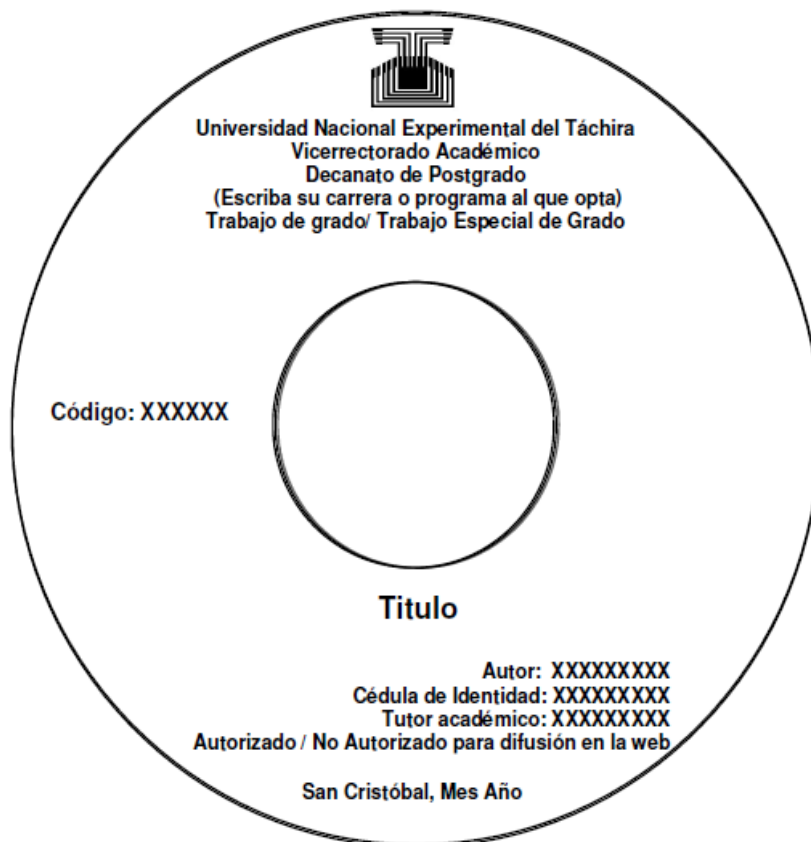 Universidad Nacional Experimental del Táchira
Vicerrectorado Académico
Decanato de Postgrado
(Escriba su carrera o programa al que opta)
Trabajo de grado/ Trabajo Especial de Grado
Código: XXXXXX
Titulo
Autor: XXXXXXXXX
Cédula de Identidad: XXXXXXXXX
Tutor académico: XXXXXXXXX
Autorizado / No Autorizado para difusión en la web
San Cristóbal, Mes Año